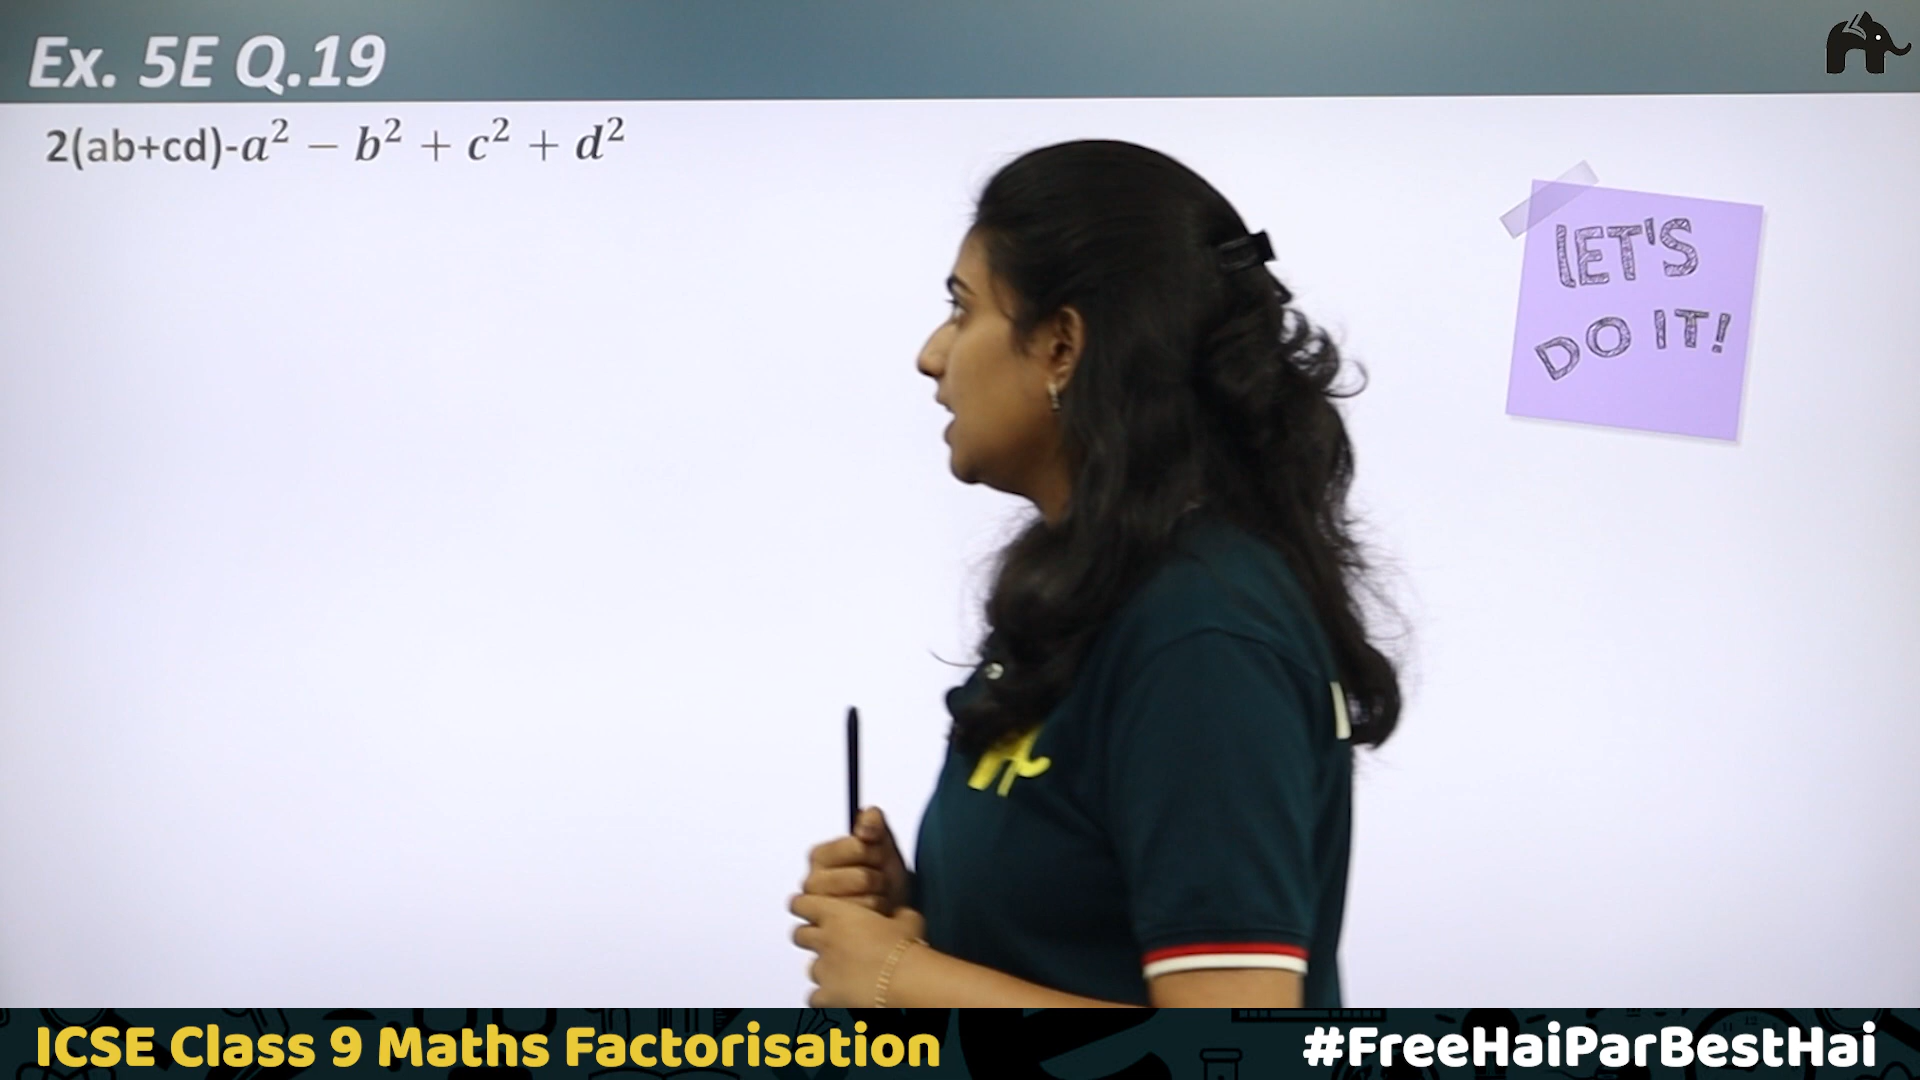 Ex. 5E Q.19
2(ab+cd)-a² − b² + c² + d²
LET'S
DO IT!
ICSE Class 9 Maths Factorisation
#FreeHaiParBestHai